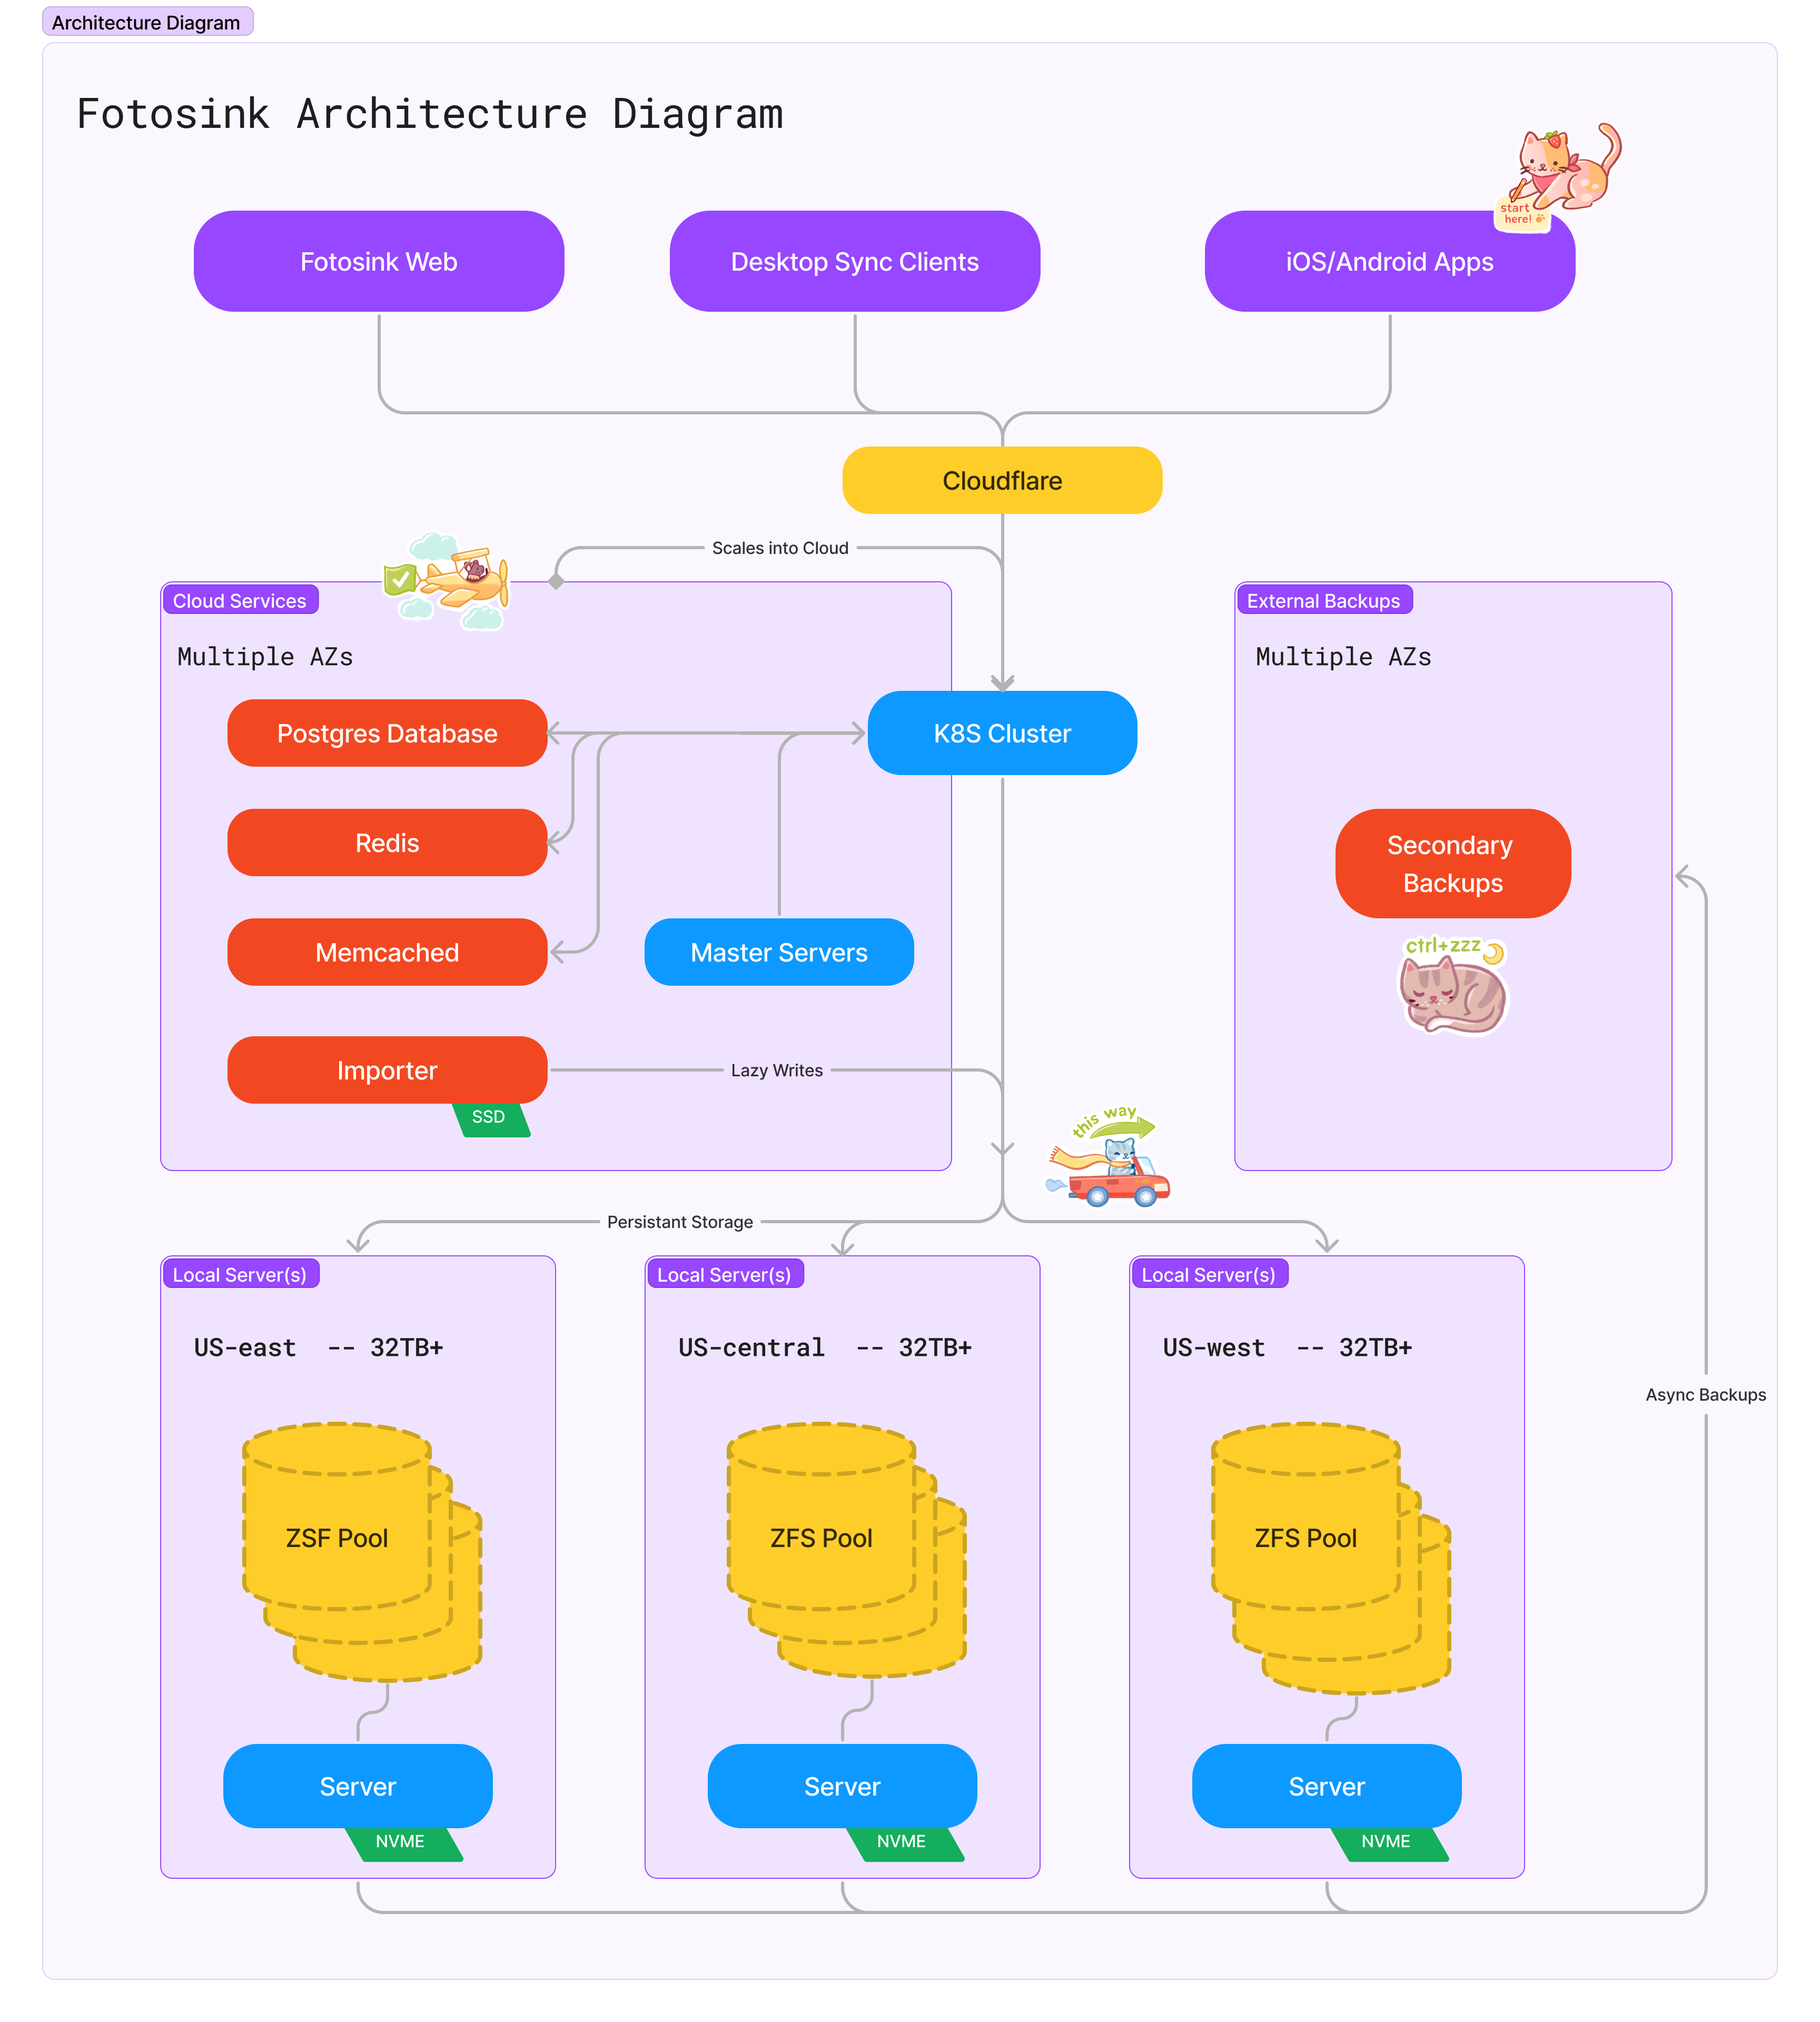 Architecture Diagram
Fotosink Architecture Diagram
start
here!
Fotosink Web
Desktop Sync Clients
iOS/Android Apps
Cloudflare
Scales into Cloud
Cloud Services
Multiple AZs
External Backups
Multiple AZs
Postgres Database
K8S Cluster
Redis
Secondary
Backups
Memcached
Master Servers
ctrl+zzz
Importer
Lazy Writes
SSD
this way
Persistant Storage
Local Server(s)
Local Server(s)
Local Server(s)
US-east -- 32TB+
US-central -- 32TB+
US-west -- 32TB+
Async Backups
ZSF Pool
ZFS Pool
ZFS Pool
Server
Server
Server
NVME
NVME
NVME